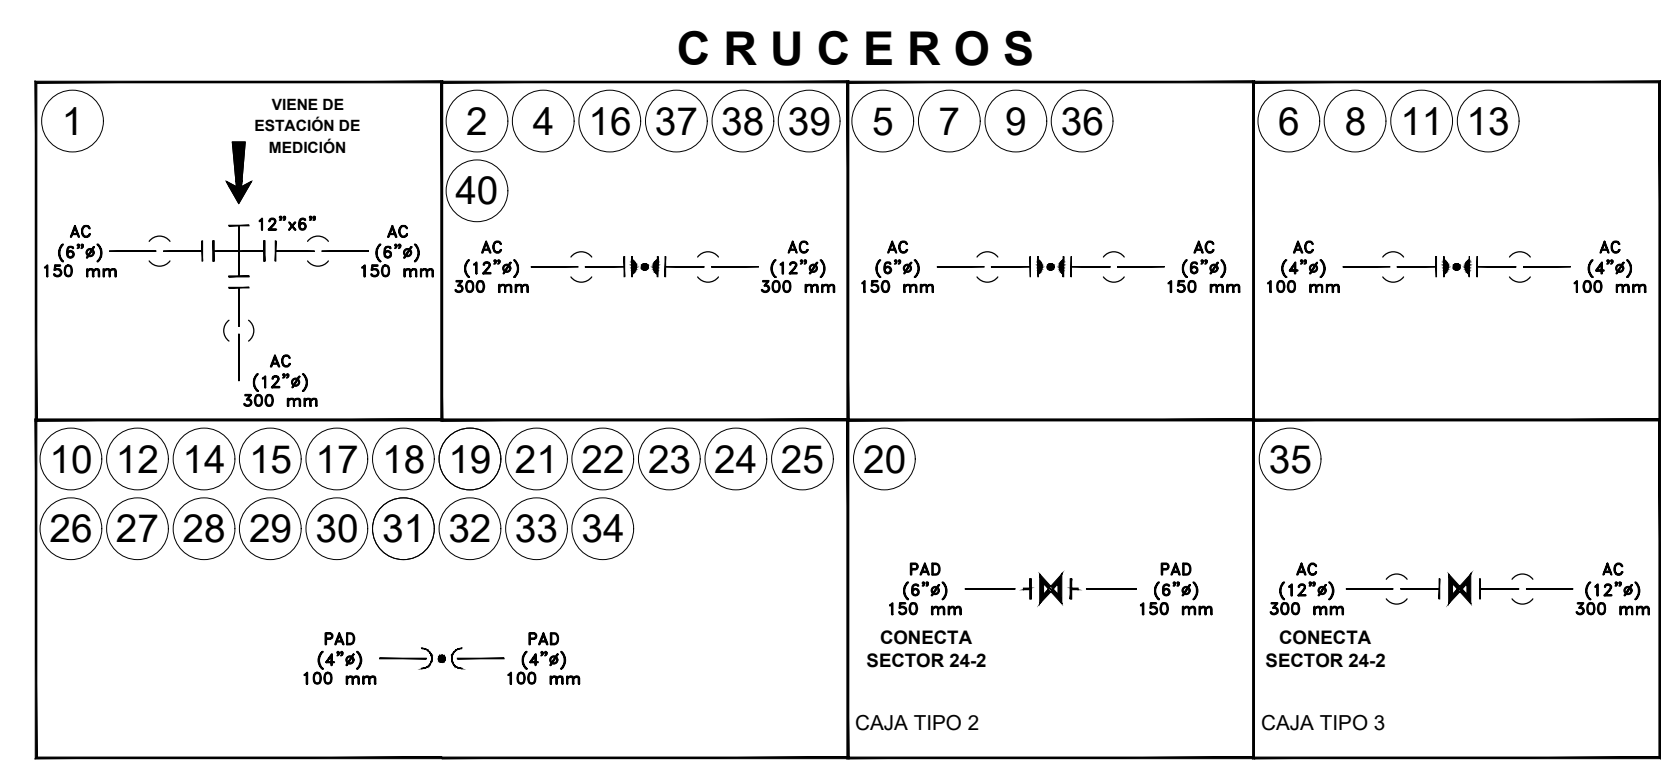 CRUCEROS
1
VIENE DE
ESTACIÓN DE
MEDICIÓN
12"x6"
AC
(6"ø)
150 mm
AC
(6"ø)
150 mm
AC
(12"ø)
300 mm
2 4 16 37 38 39
40
AC
(12"ø)
300 mm
AC
(12"ø)
300 mm
5 7 9 36
AC
(6"ø)
150 mm
AC
(6"ø)
150 mm
6 8 11 13
AC
(4"ø)
100 mm
AC
(4"ø)
100 mm
10 12 14 15 17 18 19 21 22 23 24 25
26 27 28 29 30 31 32 33 34
PAD
(4"ø)
100 mm
PAD
(4"ø)
100 mm
20
PAD
(6"ø)
150 mm
PAD
(6"ø)
150 mm
CONECTA
SECTOR 24-2
CAJA TIPO 2
35
AC
(12"ø)
300 mm
AC
(12"ø)
300 mm
CONECTA
SECTOR 24-2
CAJA TIPO 3